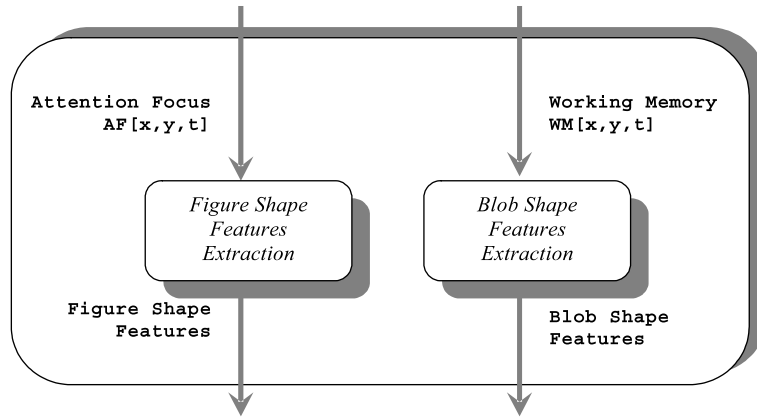 Attention Focus
AF[x,y,t]
Working Memory
WM[x,y,t]
Figure Shape
Features
Extraction
Blob Shape
Features
Extraction
Figure Shape
Features
Blob Shape
Features